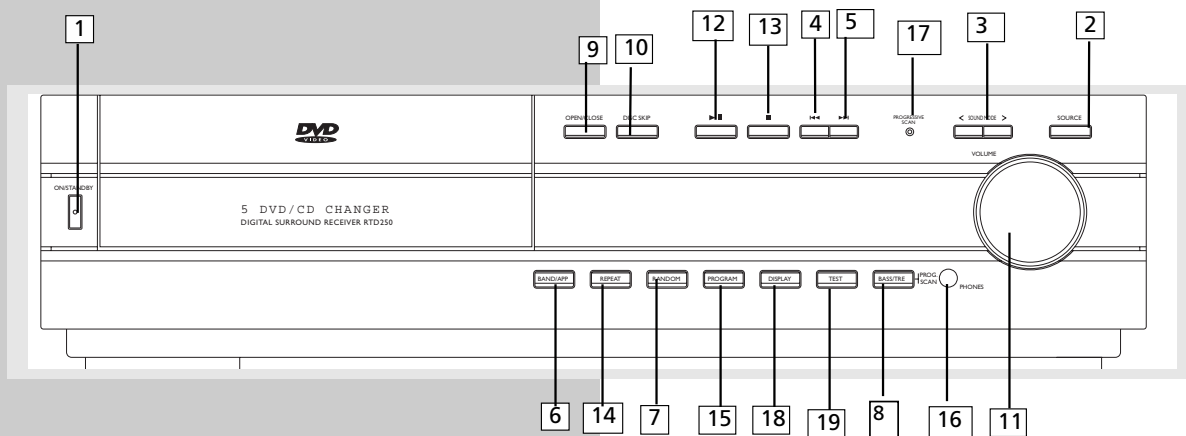 1
9
10
12
13
4
5
17
3
2
OPEN/CLOSE
DISC SKIP
PROGRESSIVE
SCAN
< SOUND MODE >
SOURCE
DVD
VIDEO
VOLUME
ON/STANDBY
5 DVD/CD CHANGER
DIGITAL SURROUND RECEIVER RTD250
BAND/APP
REPEAT
RANDOM
PROGRAM
DISPLAY
TEST
BASS/TRE
PROG.
SCAN
PHONES
6
14
7
15
18
19
8
16
11